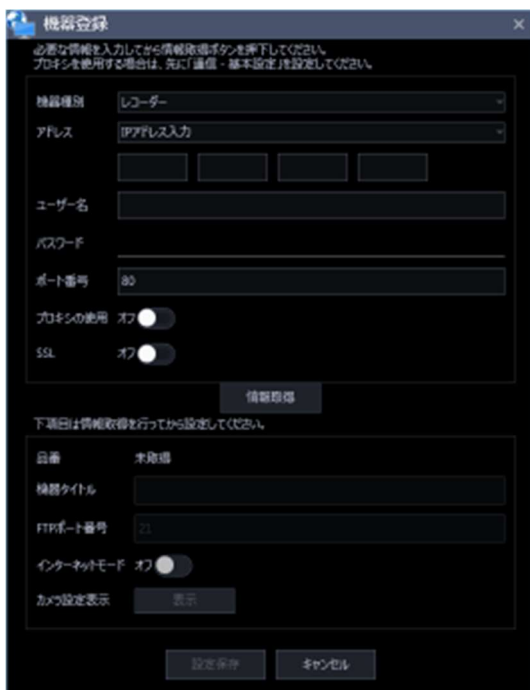 機器登録
必要な情報を入力してから情報取得ボタンを押下してください。
プロキシを使用する場合は、先に「通信・基本設定」を設定してください。
機器種別 レコーダー
アドレス IPアドレス入力
ユーザー名
パスワード
ポート番号 80
プロキシの使用 オフ
SSL オフ
情報取得
下項目は情報取得を行ってから設定してください。
品番 未取得
機器タイトル
FTPポート番号 21
インターネットモード オフ
カメラ設定表示 表示
設定保存 キャンセル